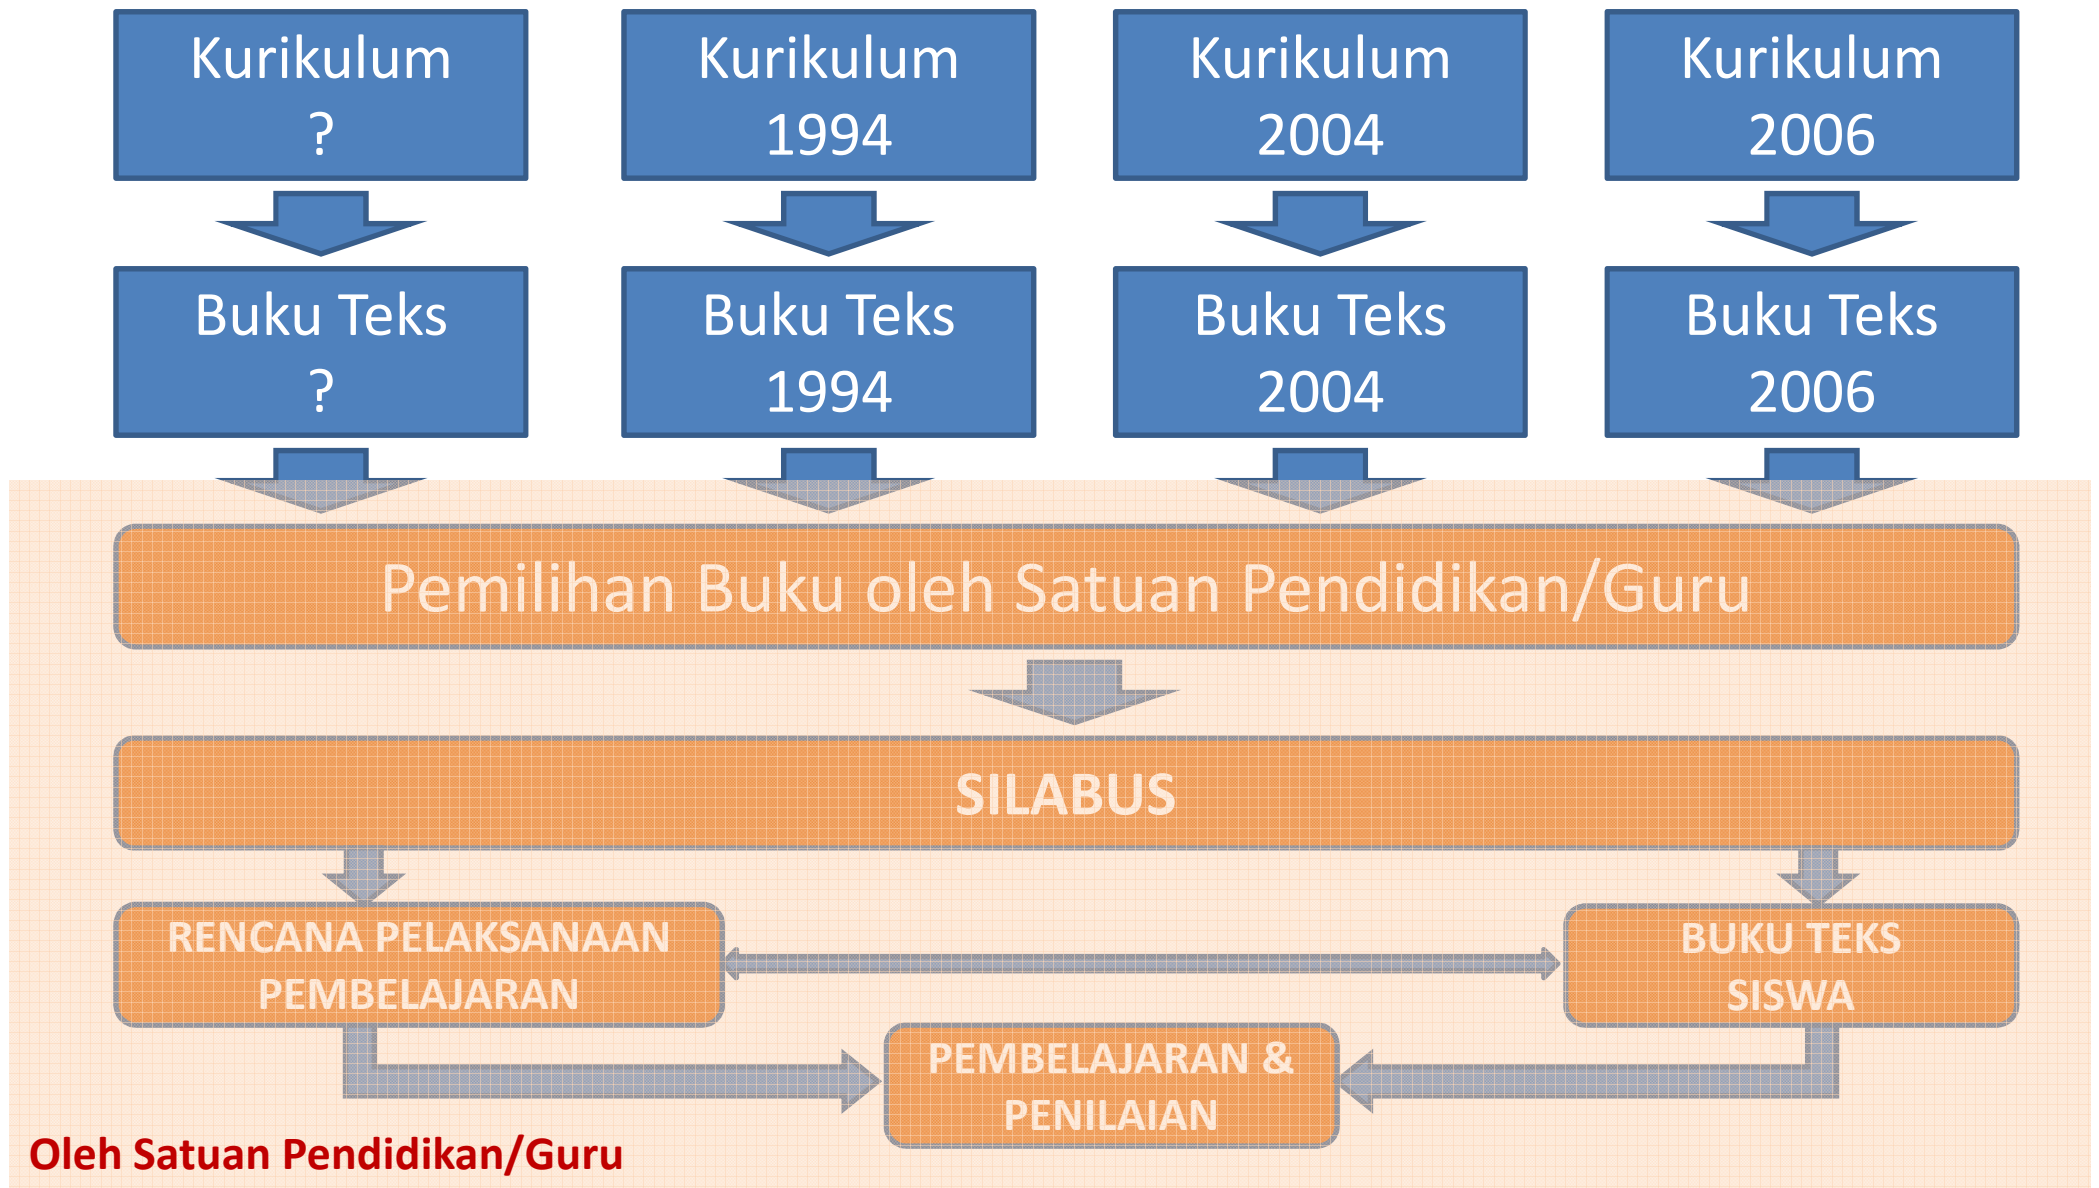 Kurikulum
?
Kurikulum
1994
Kurikulum
2004
Kurikulum
2006
Buku Teks
?
Buku Teks
1994
Buku Teks
2004
Buku Teks
2006
Pemilihan Buku oleh Satuan Pendidikan/Guru
SILABUS
RENCANA PELAKSANAAN
PEMBELAJARAN
BUKU TEKS
SISWA
PEMBELAJARAN &
PENILAIAN
Oleh Satuan Pendidikan/Guru